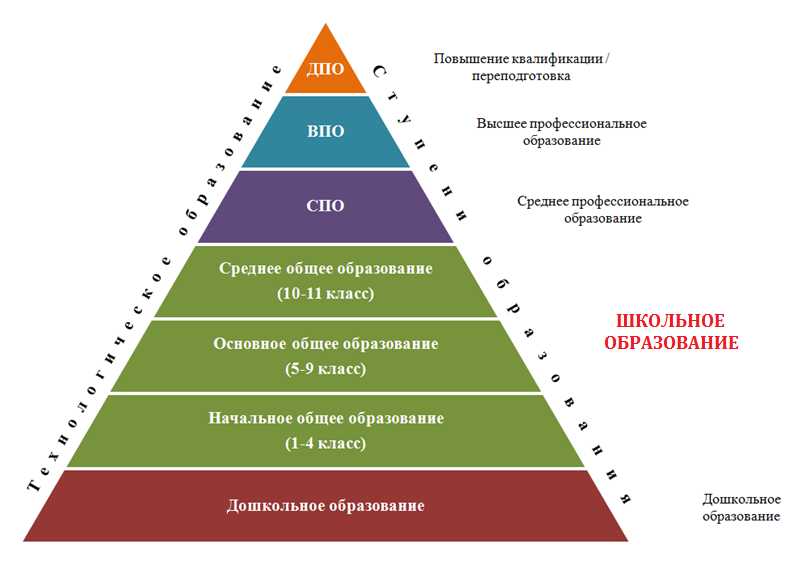 Технологическое образование
Ступени образования
ДПО
Повышение квалификации /
переподготовка
ВПО
Высшее профессиональное
образование
СПО
Среднее профессиональное
образование
Среднее общее образование
(10-11 класс)
ШКОЛЬНОЕ
ОБРАЗОВАНИЕ
Основное общее образование
(5-9 класс)
Начальное общее образование
(1-4 класс)
Дошкольное образование
Дошкольное
образование